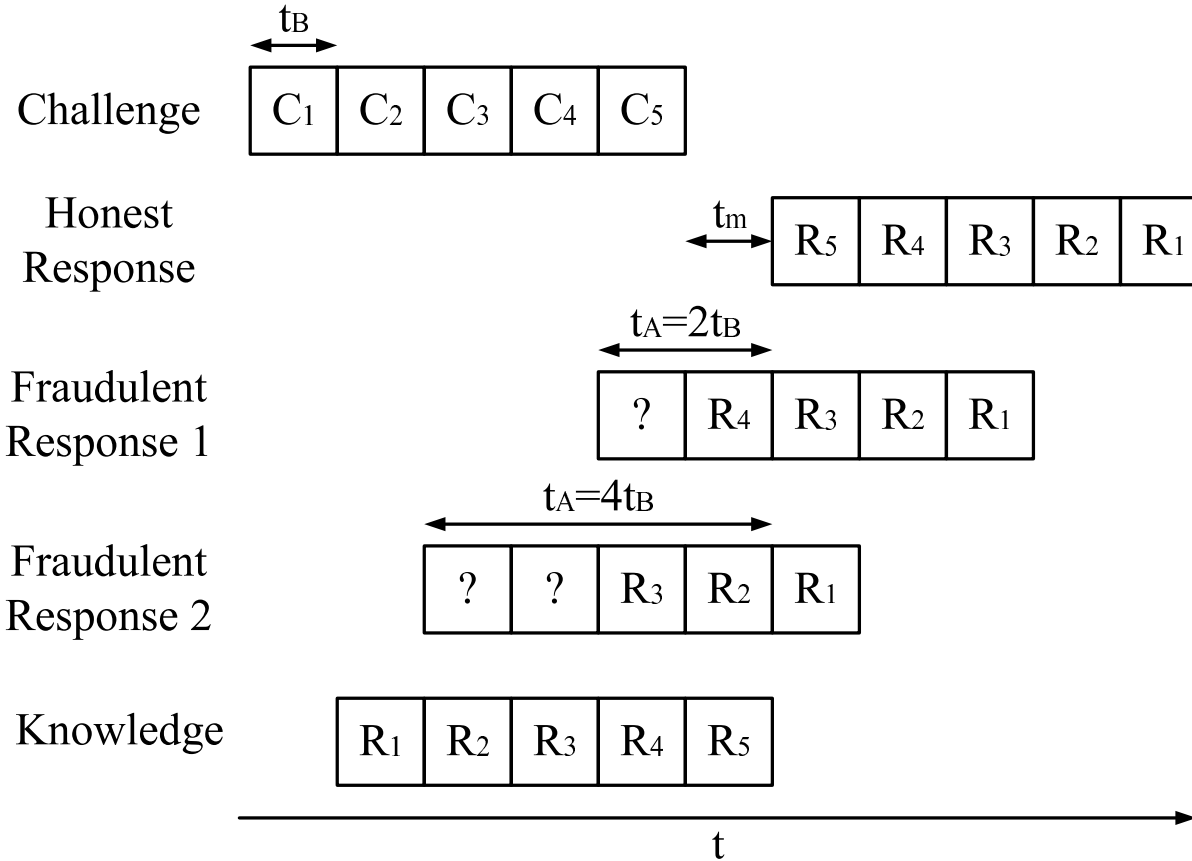 tB
Challenge
C1 C2 C3 C4 C5
Honest
Response
tm
R5 R4 R3 R2 R1
tA=2tB
Fraudulent
Response 1
? R4 R3 R2 R1
tA=4tB
Fraudulent
Response 2
? ? R3 R2 R1
Knowledge
R1 R2 R3 R4 R5
t